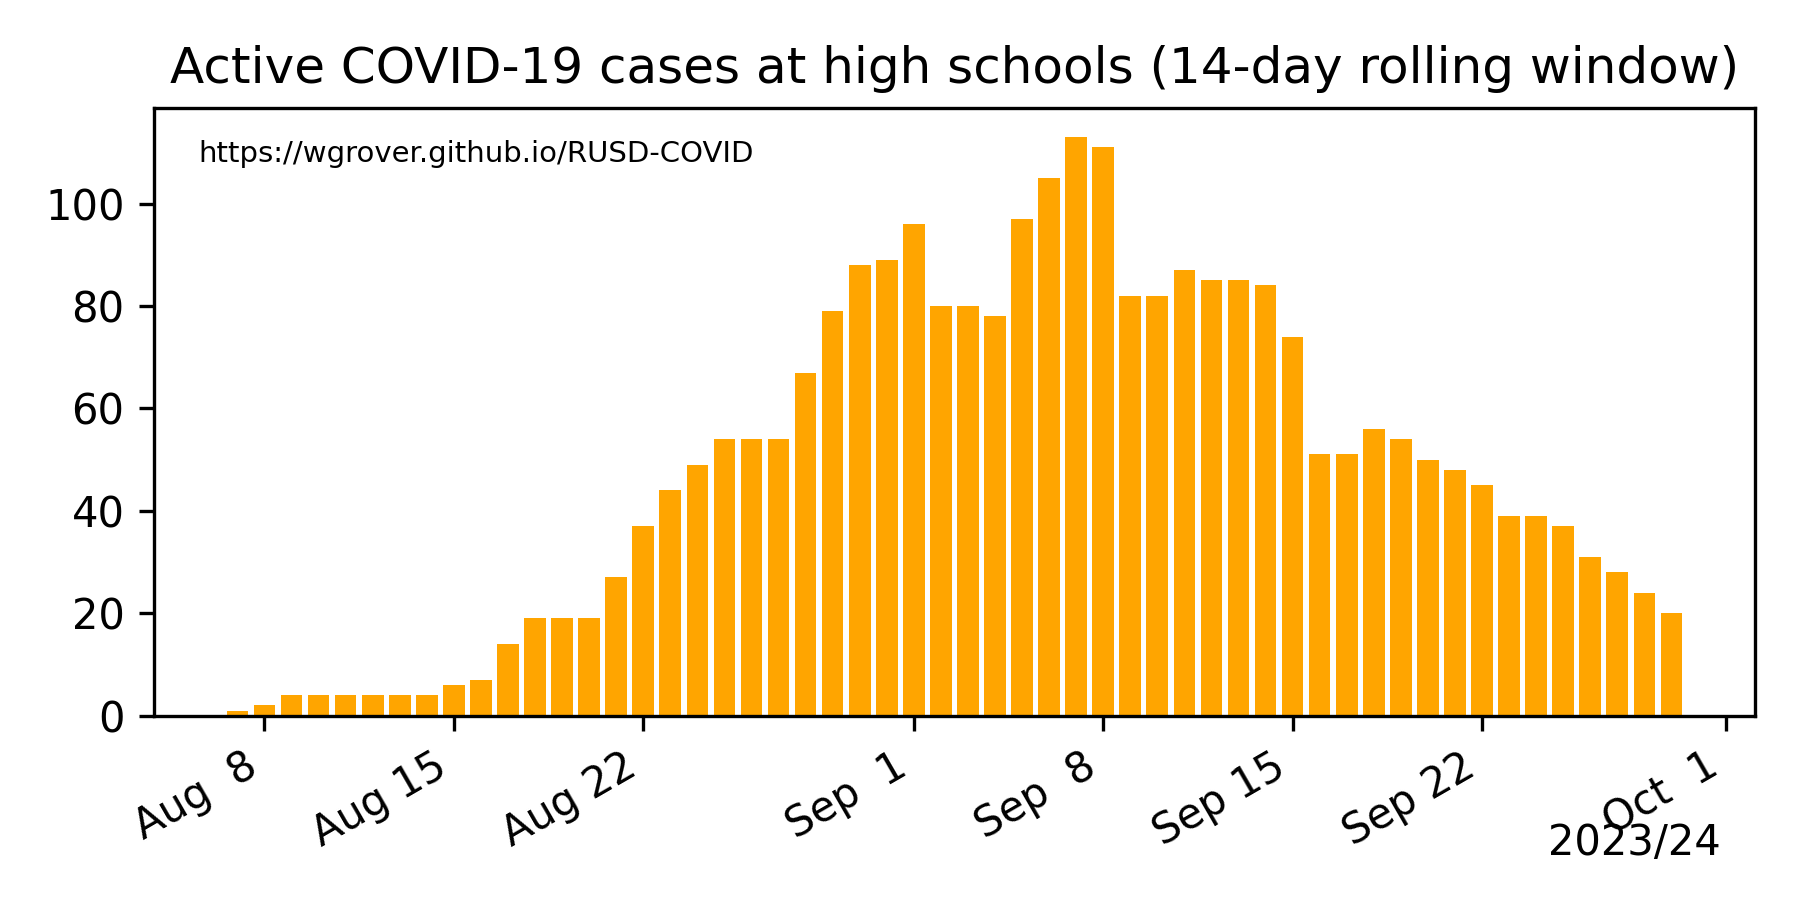 Active COVID-19 cases at high schools (14-day rolling window)
https://wgrover.github.io/RUSD-COVID
100
80
60
40
20
0
Aug 8
Aug 15
Aug 22
Sep 1
Sep 8
Sep 15
Sep 22
Oct 1
2023/24